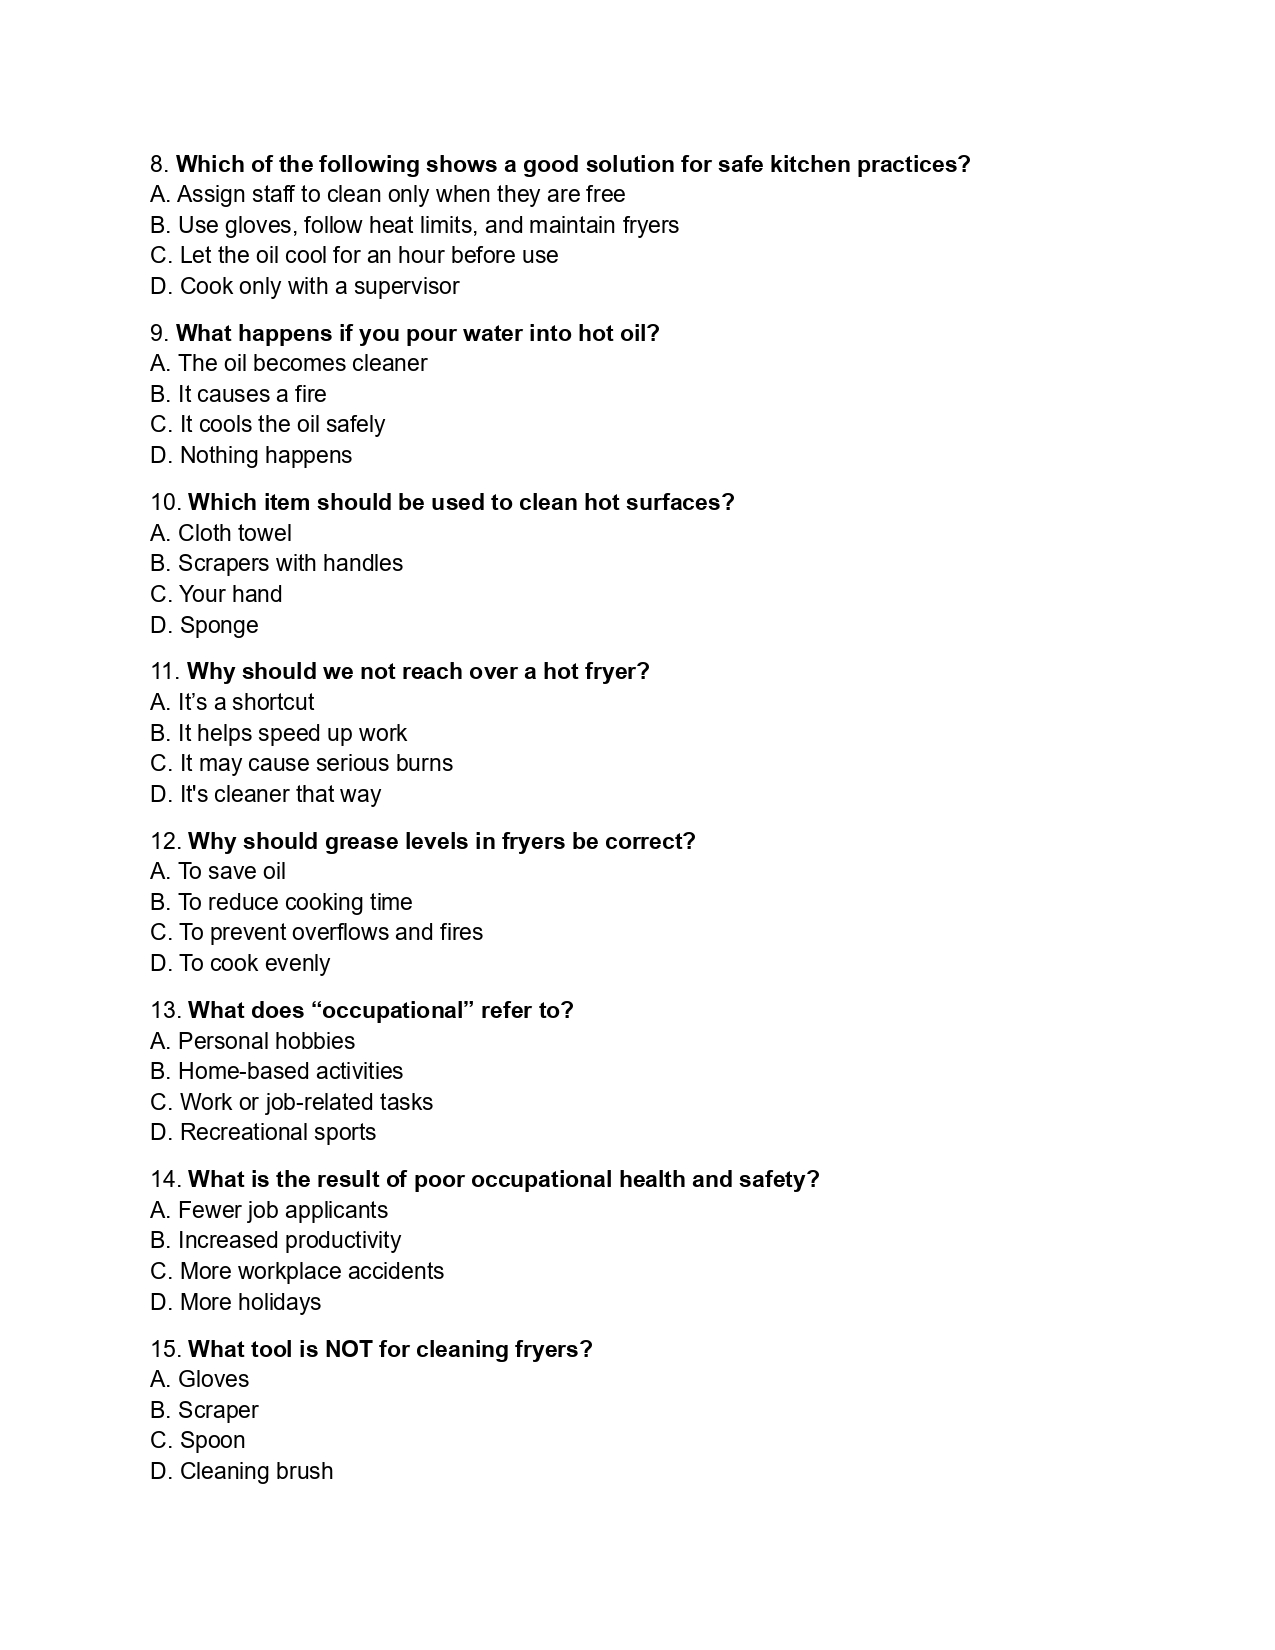 8. Which of the following shows a good solution for safe kitchen practices?
A. Assign staff to clean only when they are free
B. Use gloves, follow heat limits, and maintain fryers
C. Let the oil cool for an hour before use
D. Cook only with a supervisor
9. What happens if you pour water into hot oil?
A. The oil becomes cleaner
B. It causes a fire
C. It cools the oil safely
D. Nothing happens
10. Which item should be used to clean hot surfaces?
A. Cloth towel
B. Scrapers with handles
C. Your hand
D. Sponge
11. Why should we not reach over a hot fryer?
A. It’s a shortcut
B. It helps speed up work
C. It may cause serious burns
D. It's cleaner that way
12. Why should grease levels in fryers be correct?
A. To save oil
B. To reduce cooking time
C. To prevent overflows and fires
D. To cook evenly
13. What does “occupational” refer to?
A. Personal hobbies
B. Home-based activities
C. Work or job-related tasks
D. Recreational sports
14. What is the result of poor occupational health and safety?
A. Fewer job applicants
B. Increased productivity
C. More workplace accidents
D. More holidays
15. What tool is NOT for cleaning fryers?
A. Gloves
B. Scraper
C. Spoon
D. Cleaning brush